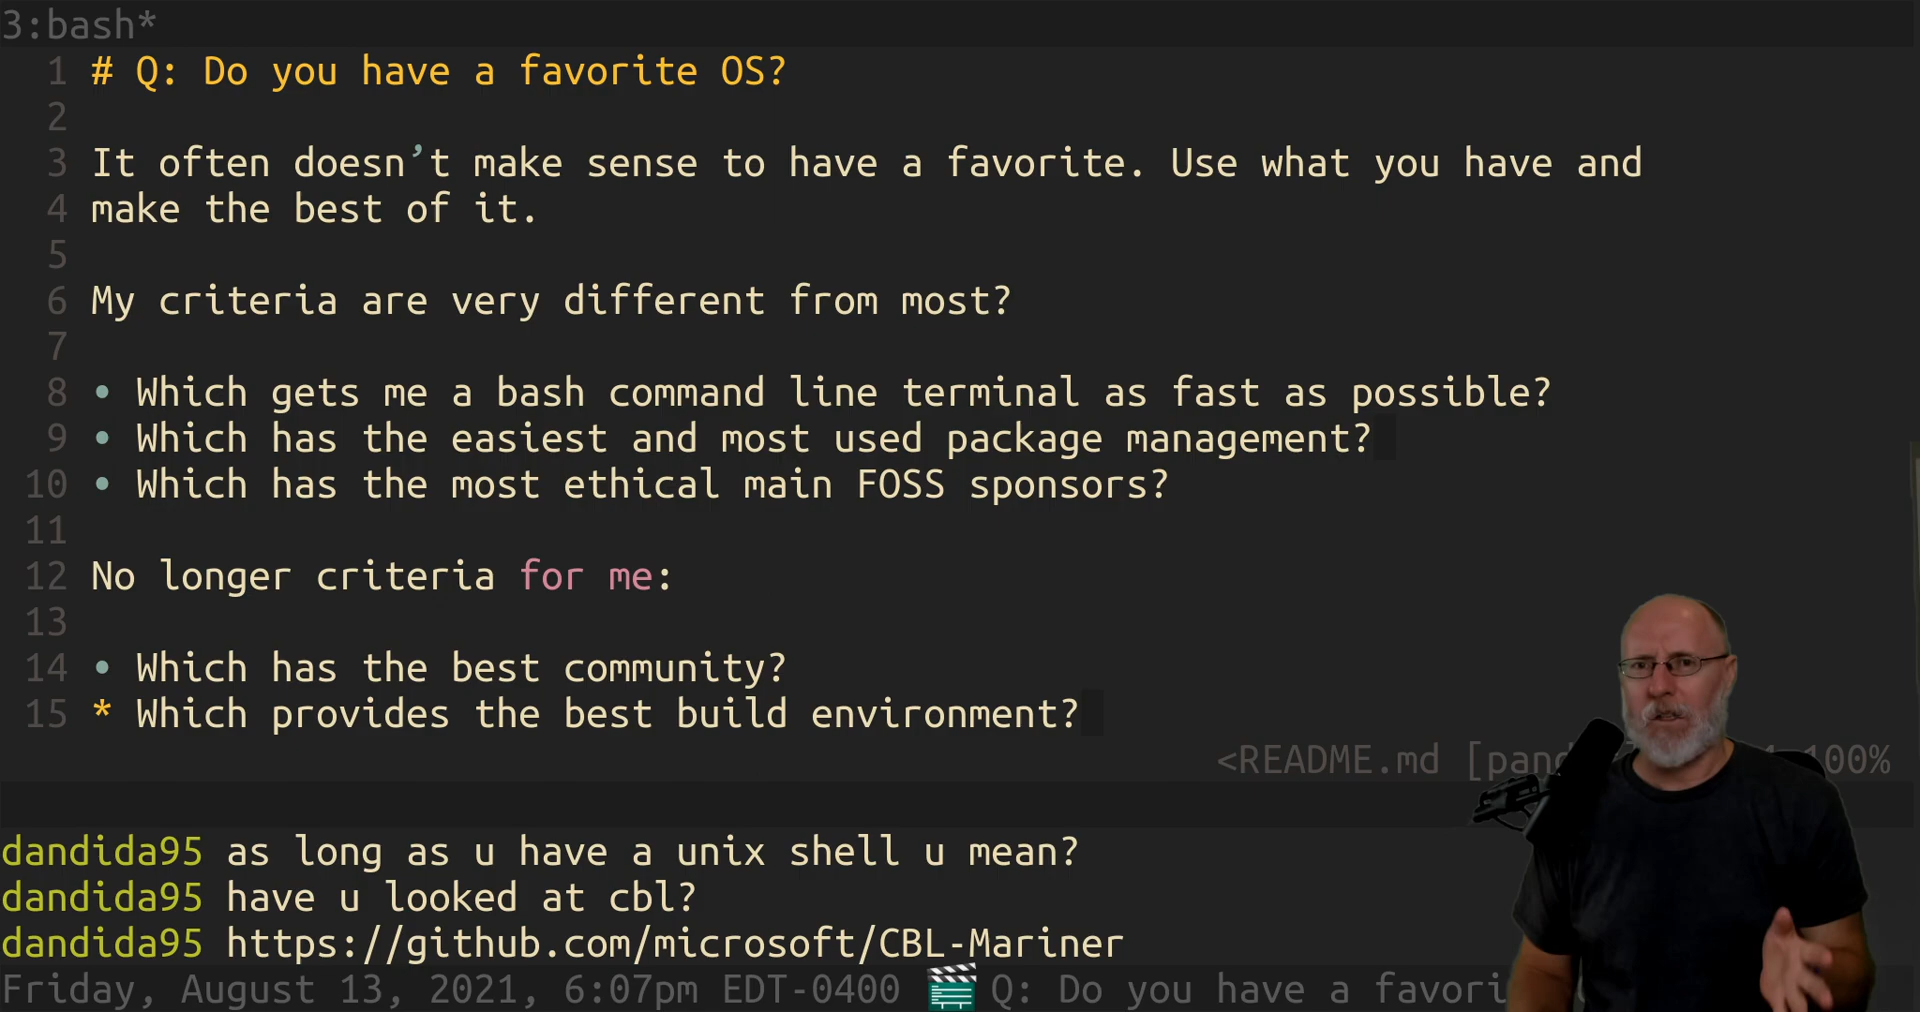 3:bash*
1 # Q: Do you have a favorite OS?
2
3 It often doesn’t make sense to have a favorite. Use what you have and
4 make the best of it.
5
6 My criteria are very different from most?
7
8 • Which gets me a bash command line terminal as fast as possible?
9 • Which has the easiest and most used package management?
10 • Which has the most ethical main FOSS sponsors?
11
12 No longer criteria for me:
13
14 • Which has the best community?
15 * Which provides the best build environment?
<README.md 100%
dandida95 as long as u have a unix shell u mean?
dandida95 have u looked at cbl?
dandida95 https://github.com/microsoft/CBL-Mariner
Friday, August 13, 2021, 6:07pm EDT-0400 🎬 Q: Do you have a